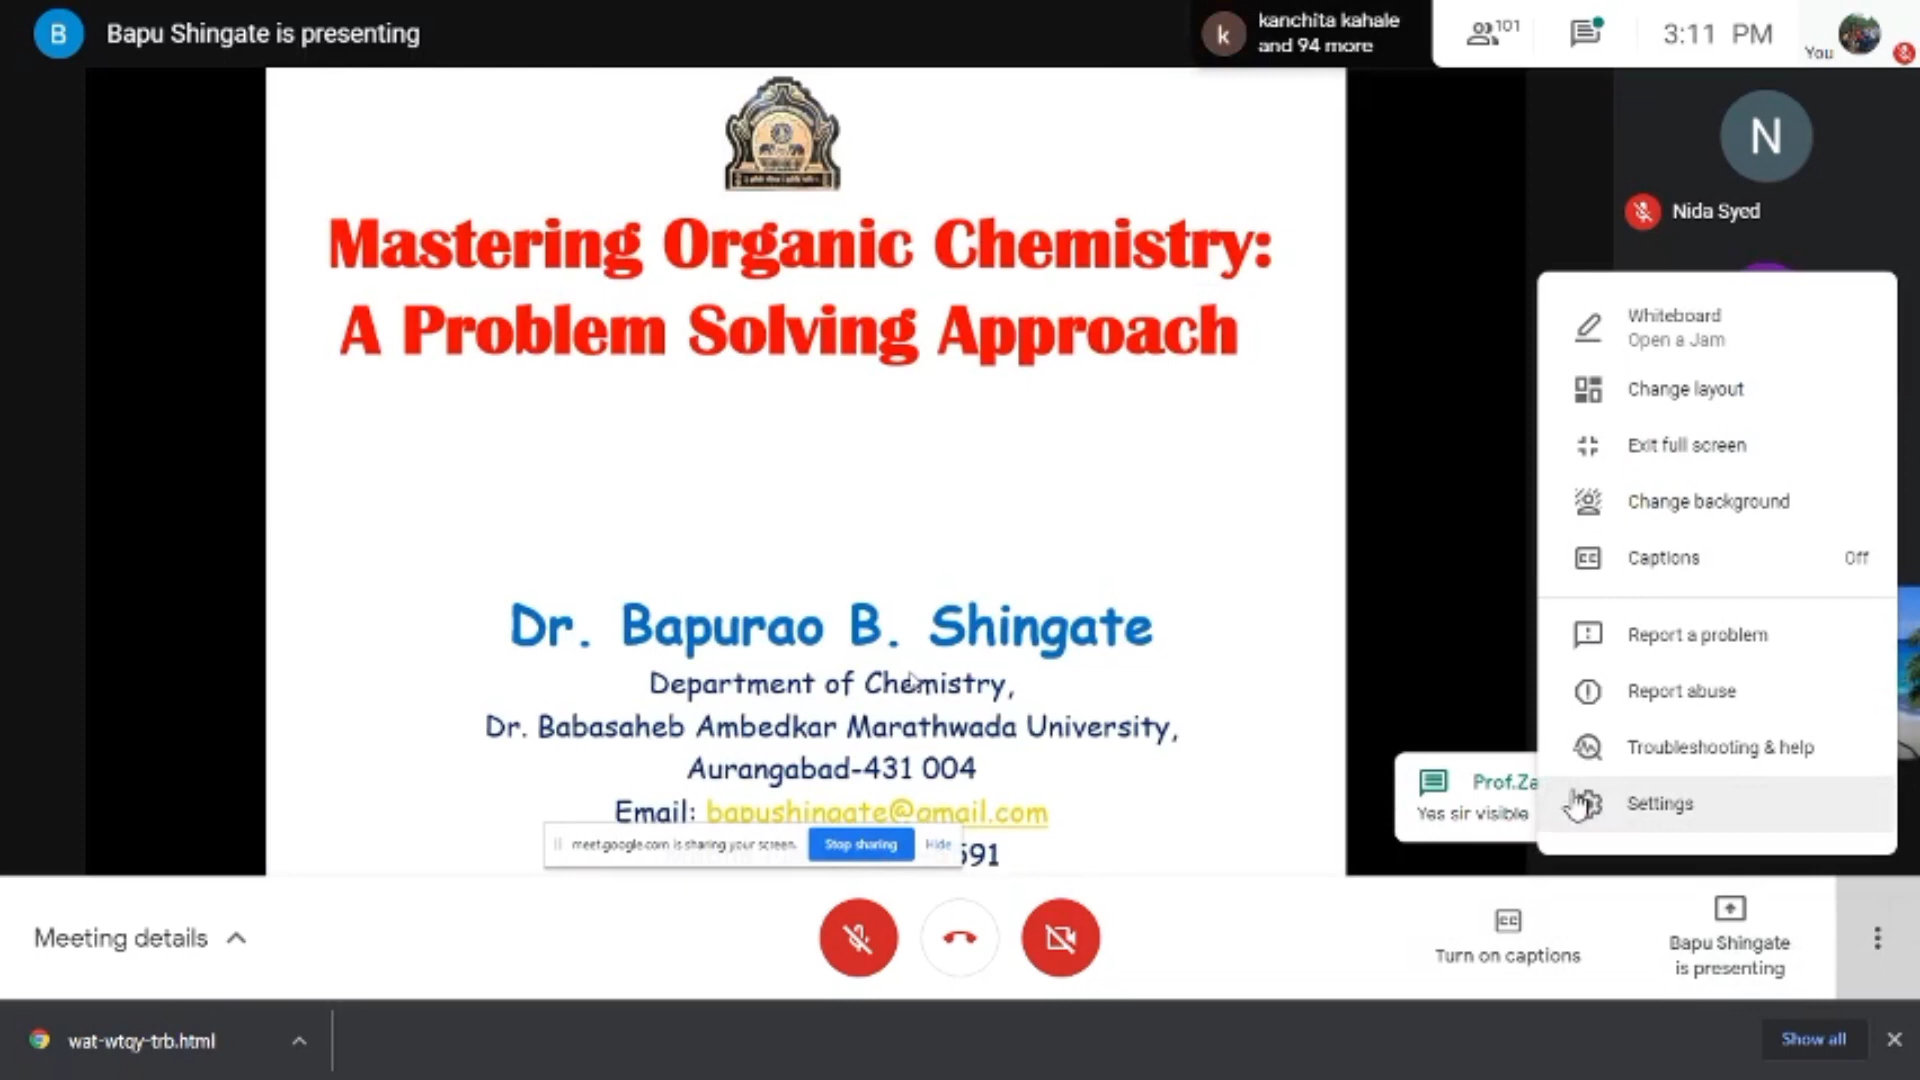 B
Bapu Shingate is presenting
k
kanchita kahale
and 94 more
101
3:11 PM
You
N
Nida Syed
Mastering Organic Chemistry:
A Problem Solving Approach
Dr. Bapurao B. Shingate
Department of Chemistry,
Dr. Babasaheb Ambedkar Marathwada University,
Aurangabad-431 004
Email: bapushingate@gmail.com
591
meet.google.com is sharing your screen.
Stop sharing
Hide
Whiteboard
Open a Jam
Change layout
Exit full screen
Change background
Captions
Off
Report a problem
Report abuse
Troubleshooting & help
Settings
Prof.Za
Yes sir visible
Meeting details
Turn on captions
Bapu Shingate
is presenting
wat-wtqy-trb.html
Show all